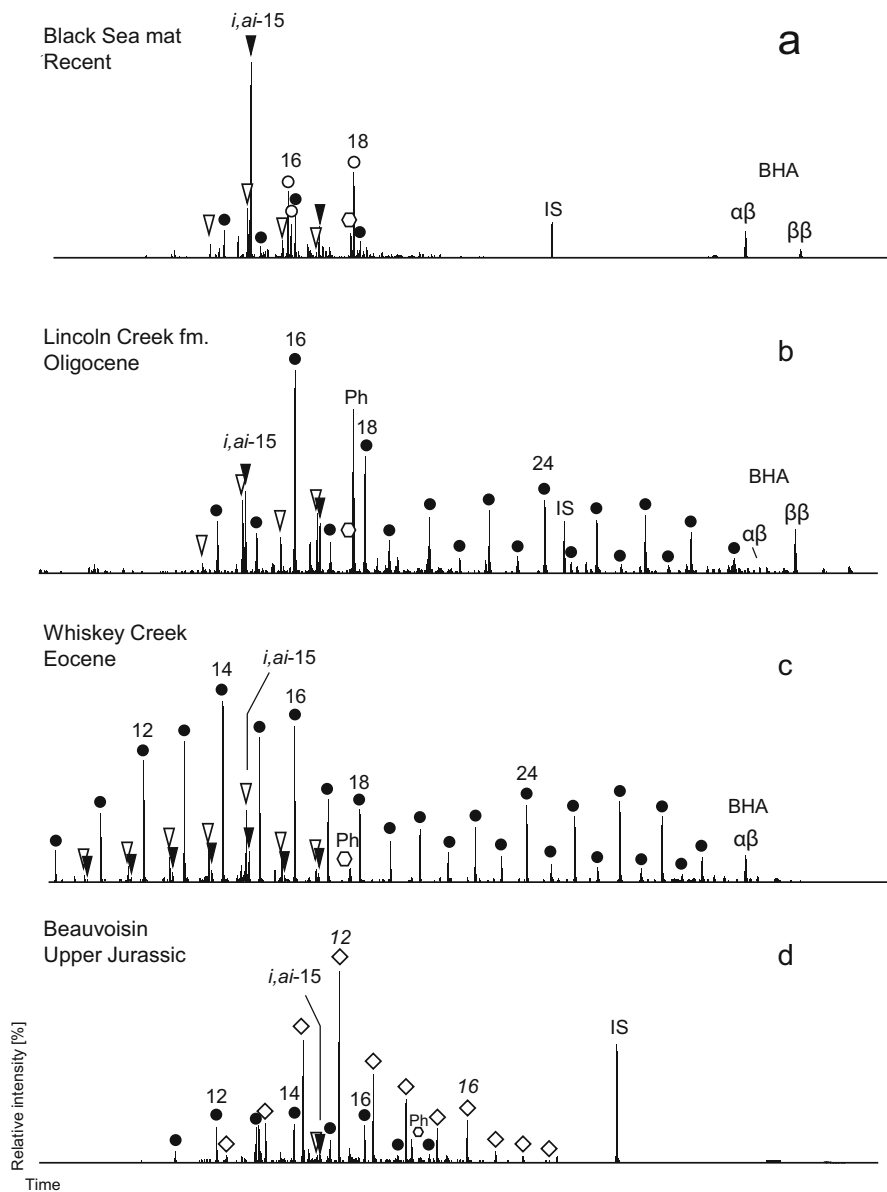 Black Sea mat
Recent
i,ai-15
a
16
18
IS
BHA
αβ
ββ
Lincoln Creek fm.
Oligocene
i,ai-15
b
16
Ph
18
24
IS
BHA
αβ
ββ
Whiskey Creek
Eocene
i,ai-15
c
12
14
16
Ph
18
24
BHA
αβ
Beauvoisin
Upper Jurassic
i,ai-15
d
12
12
14
16
Ph
16
IS
Relative intensity [%]
Time